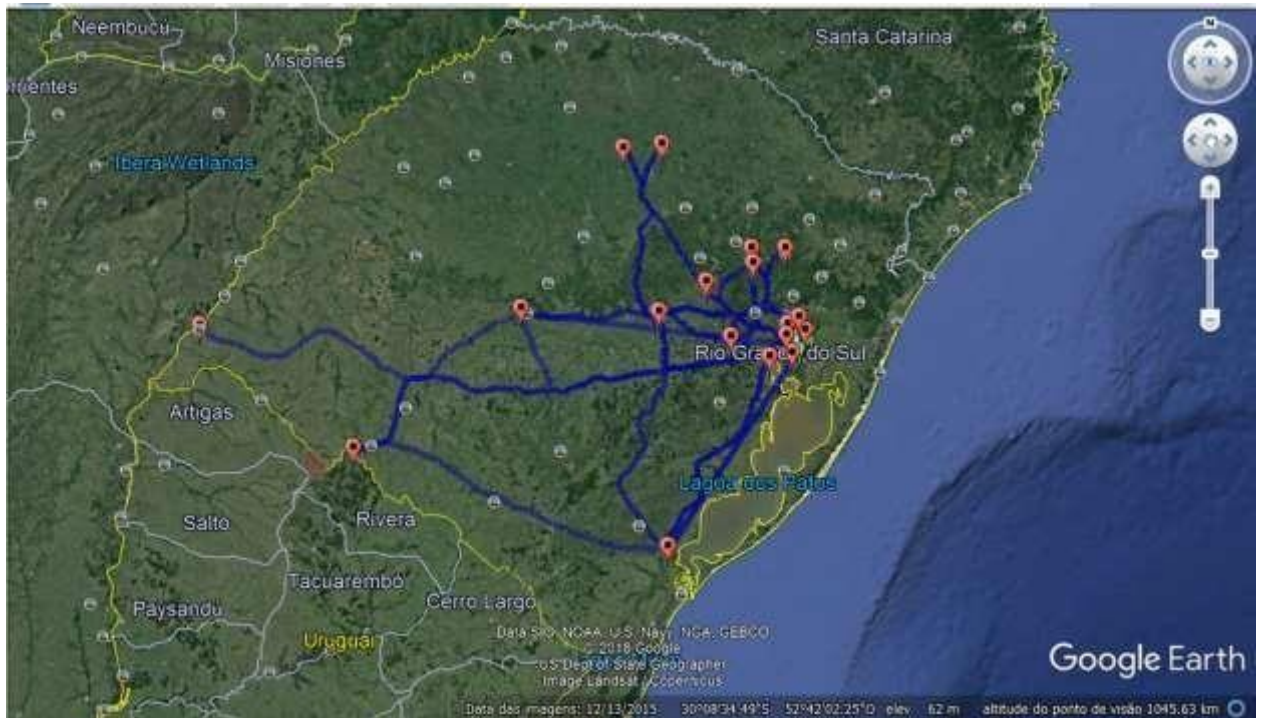 Neembucú
Santa Catarina
Misiones
rrientes
Ibera Wetlands
Rio Grande do Sul
Artigas
Lagoa dos Patos
Salto
Rivera
Tacuarembó
Cerro Largo
Paysandú
Uruguai
Data SIO, NOAA, U.S. Navy, NGA, GEBCO
© 2018 Google
US Dept of State Geographer
Image Landsat / Copernicus
Google Earth
Data das imagens: 12/13/2015 30°08'34.49"S 52°42'02.25"O elev 62 m altitude do ponto de visão 1045.63 km
N